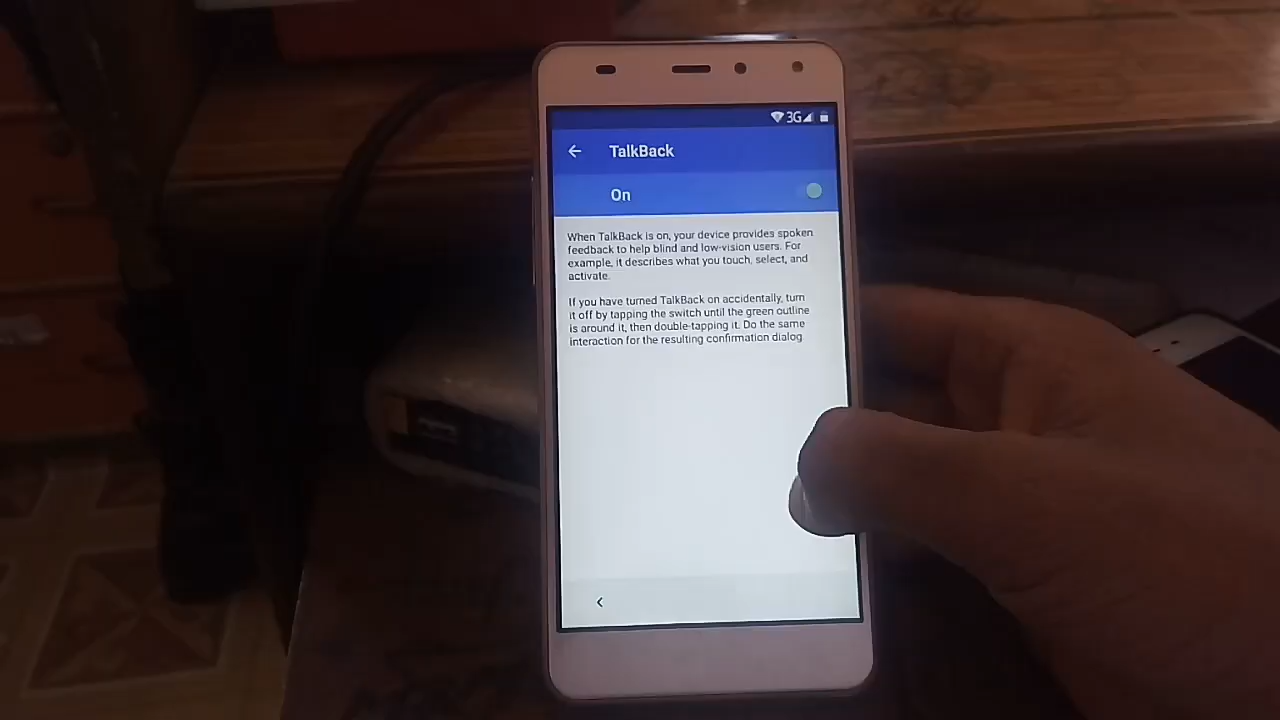 3G
TalkBack
On
When TalkBack is on, your device provides spoken
feedback to help blind and low-vision users. For
example, it describes what you touch, select, and
activate.
If you have turned TalkBack on accidentally, turn
it off by tapping the switch until the green outline
is around it, then double-tapping it. Do the same
interaction for the resulting confirmation dialog